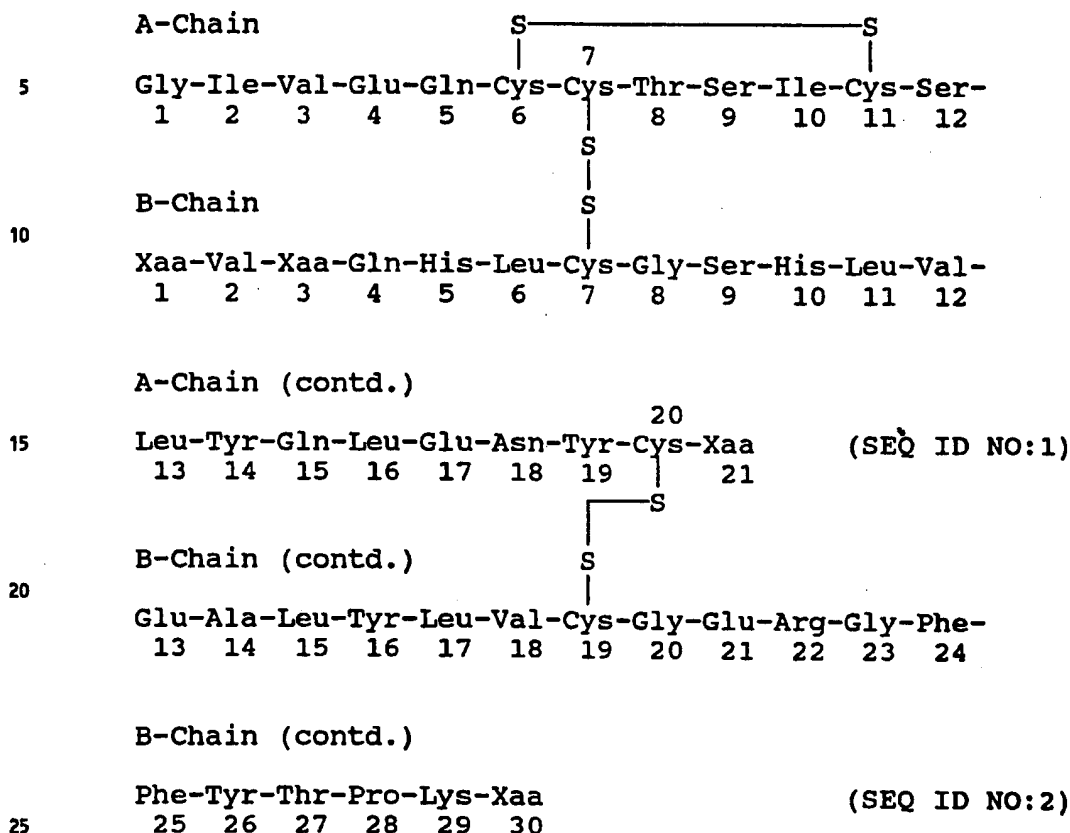 A-Chain S S
7
5 Gly-Ile-Val-Glu-Gln-Cys-Cys-Thr-Ser-Ile-Cys-Ser-
1 2 3 4 5 6 8 9 10 11 12
S
B-Chain S
10
Xaa-Val-Xaa-Gln-His-Leu-Cys-Gly-Ser-His-Leu-Val-
1 2 3 4 5 6 7 8 9 10 11 12
A-Chain (contd.)
20
15 Leu-Tyr-Gln-Leu-Glu-Asn-Tyr-Cys-Xaa (SEQ ID NO:1)
13 14 15 16 17 18 19 21
S
B-Chain (contd.) S
20
Glu-Ala-Leu-Tyr-Leu-Val-Cys-Gly-Glu-Arg-Gly-Phe-
13 14 15 16 17 18 19 20 21 22 23 24
B-Chain (contd.)
Phe-Tyr-Thr-Pro-Lys-Xaa (SEQ ID NO:2)
25 25 26 27 28 29 30